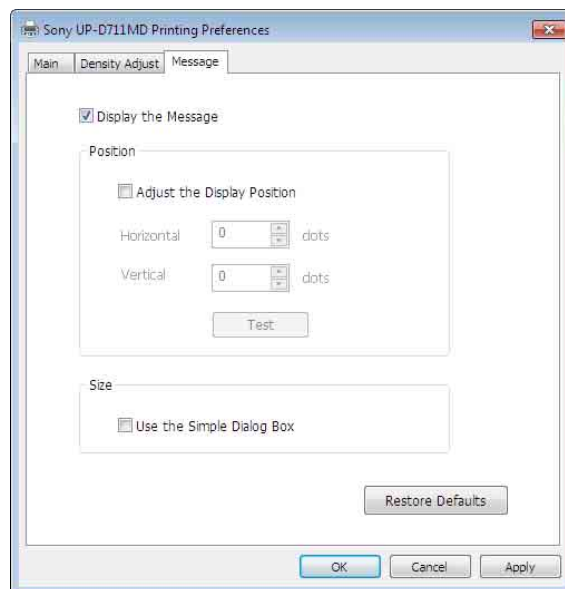 Sony UP-D711MD Printing Preferences
Main Density Adjust Message
Display the Message
Position
Adjust the Display Position
Horizontal 0 dots
Vertical 0 dots
Test
Size
Use the Simple Dialog Box
Restore Defaults
OK Cancel Apply